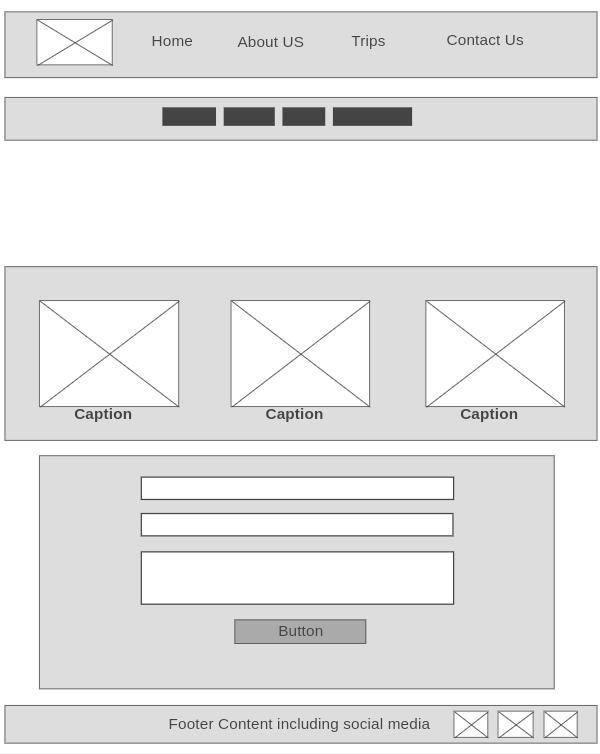 Home
About US
Trips
Contact Us
Caption
Caption
Caption
Button
Footer Content including social media